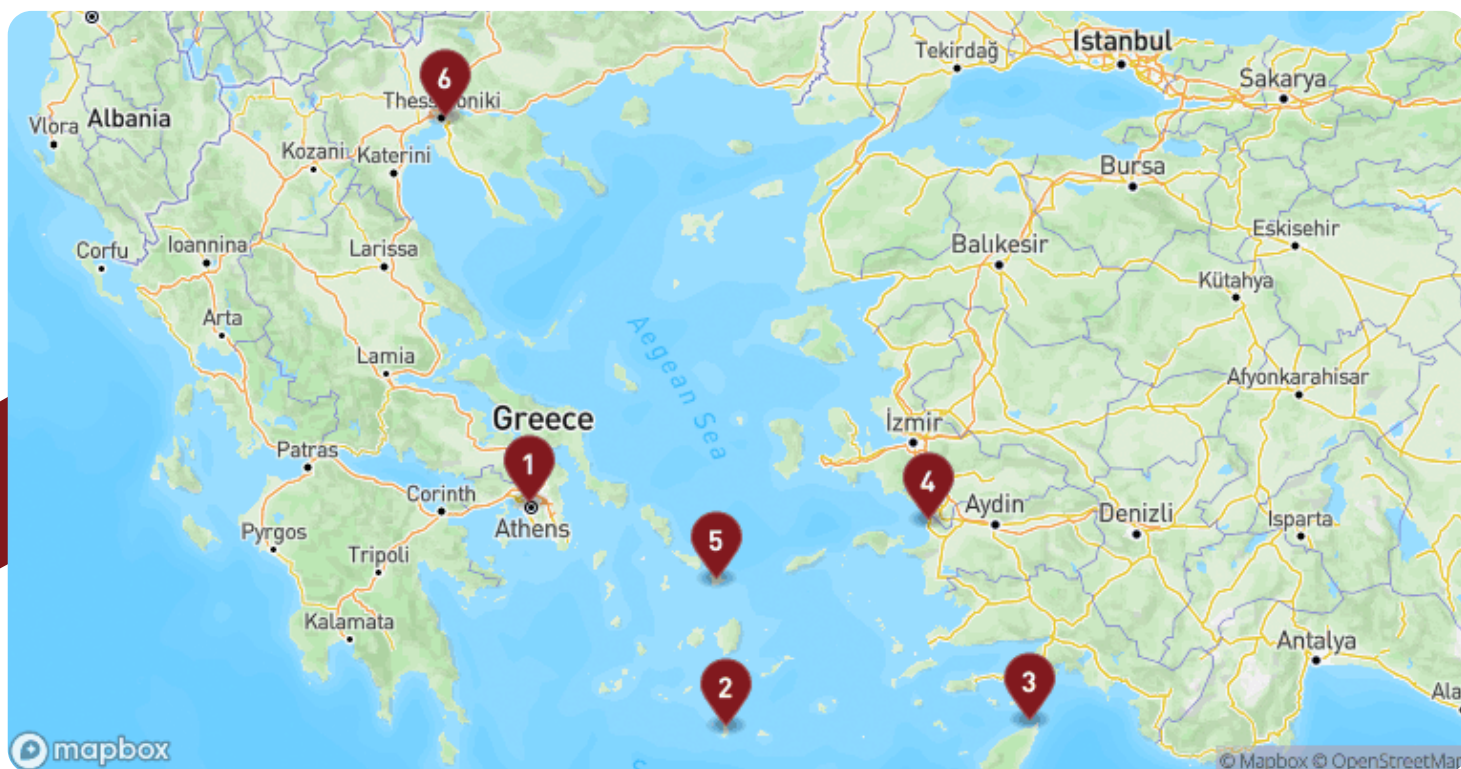 Istanbul
Tekirdağ
Sakarya
6
Thessaloniki
Albania
Vlora
Kozani
Katerini
Bursa
Corfu
Ioannina
Larissa
Balıkesir
Eskisehir
Kütahya
Arta
Aegean Sea
Lamia
Afyonkarahisar
Greece
İzmir
Patras
1
4
Corinth
Athens
Aydin
Denizli
Isparta
Pyrgos
Tripoli
5
Kalamata
Antalya
2
3
Ala
mapbox
S
© Mapbox © OpenStreetMap